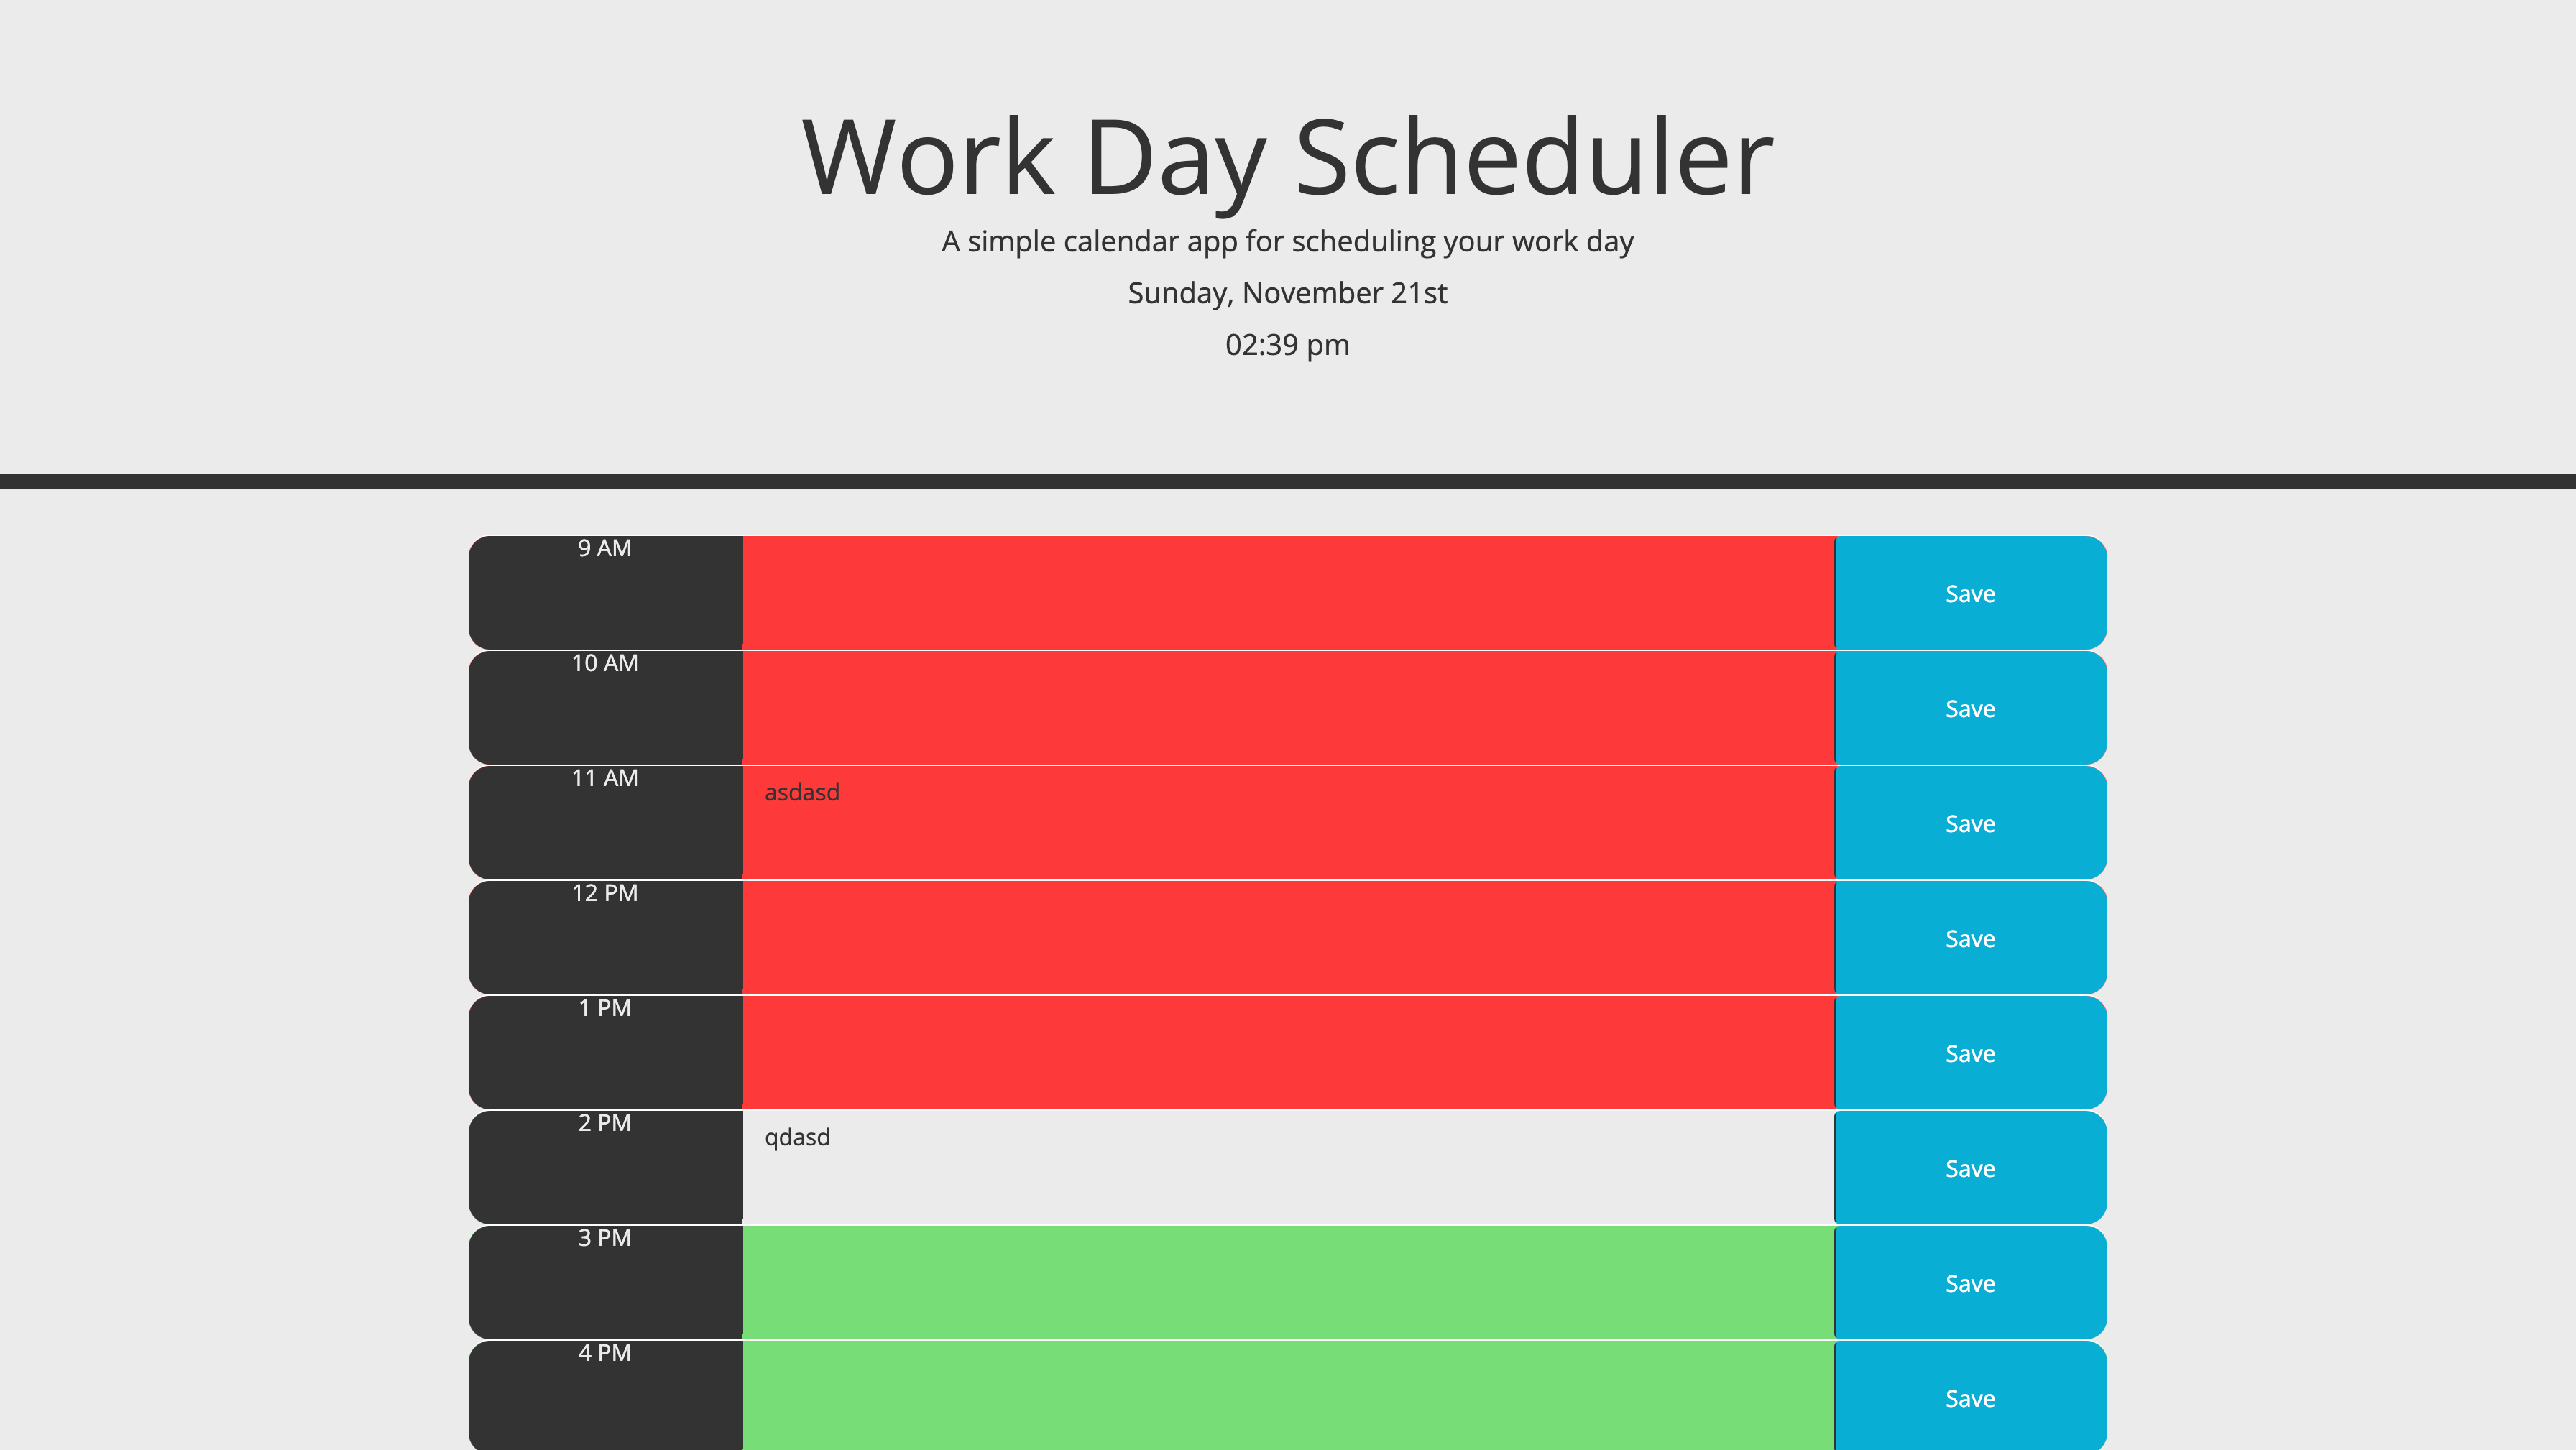 Work Day Scheduler
A simple calendar app for scheduling your work day
Sunday, November 21st
02:39 pm
9 AM
Save
10 AM
Save
11 AM
asdasd
Save
12 PM
Save
1 PM
Save
2 PM
qdasd
Save
3 PM
Save
4 PM
Save